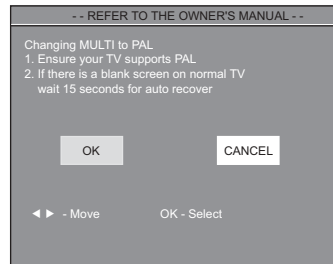 - - REFER TO THE OWNER'S MANUAL - -
Changing MULTI to PAL
1. Ensure your TV supports PAL
2. If there is a blank screen on normal TV
wait 15 seconds for auto recover
OK CANCEL
◄ ► - Move OK - Select